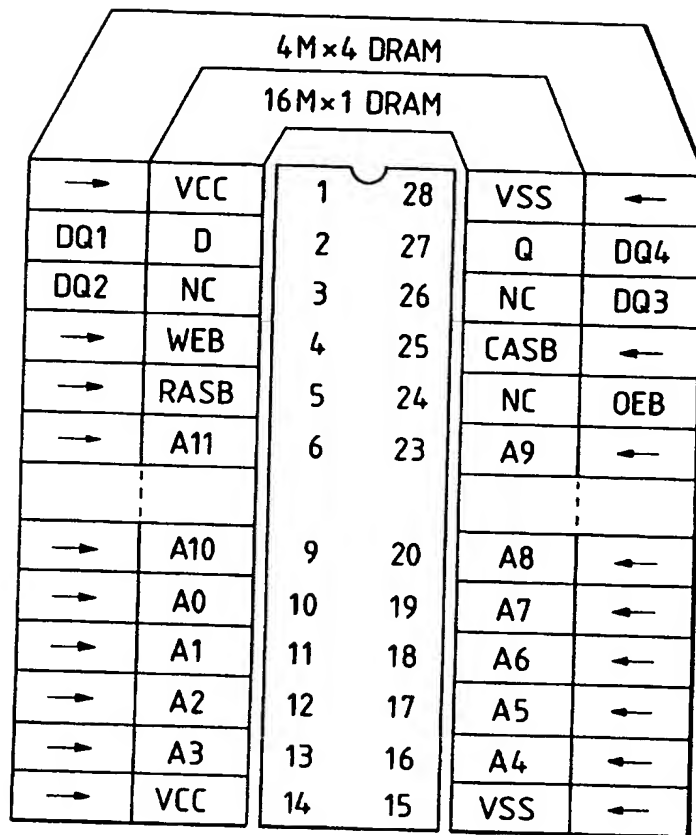 4M×4 DRAM
16M×1 DRAM
→ VCC 1 28 VSS ←
DQ1 D 2 27 Q DQ4
DQ2 NC 3 26 NC DQ3
→ WEB 4 25 CASB ←
→ RASB 5 24 NC OEB
→ A11 6 23 A9 ←
→ A10 9 20 A8 ←
→ A0 10 19 A7 ←
→ A1 11 18 A6 ←
→ A2 12 17 A5 ←
→ A3 13 16 A4 ←
→ VCC 14 15 VSS ←